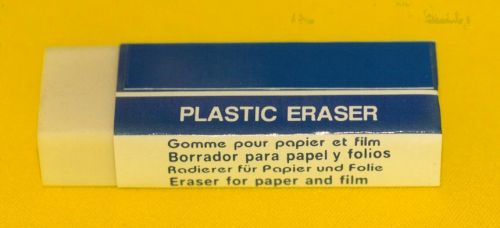 PLASTIC ERASER
Gomme pour papier et film
Borrador para papel y folios
Radierer für Papier und Folie
Eraser for paper and film